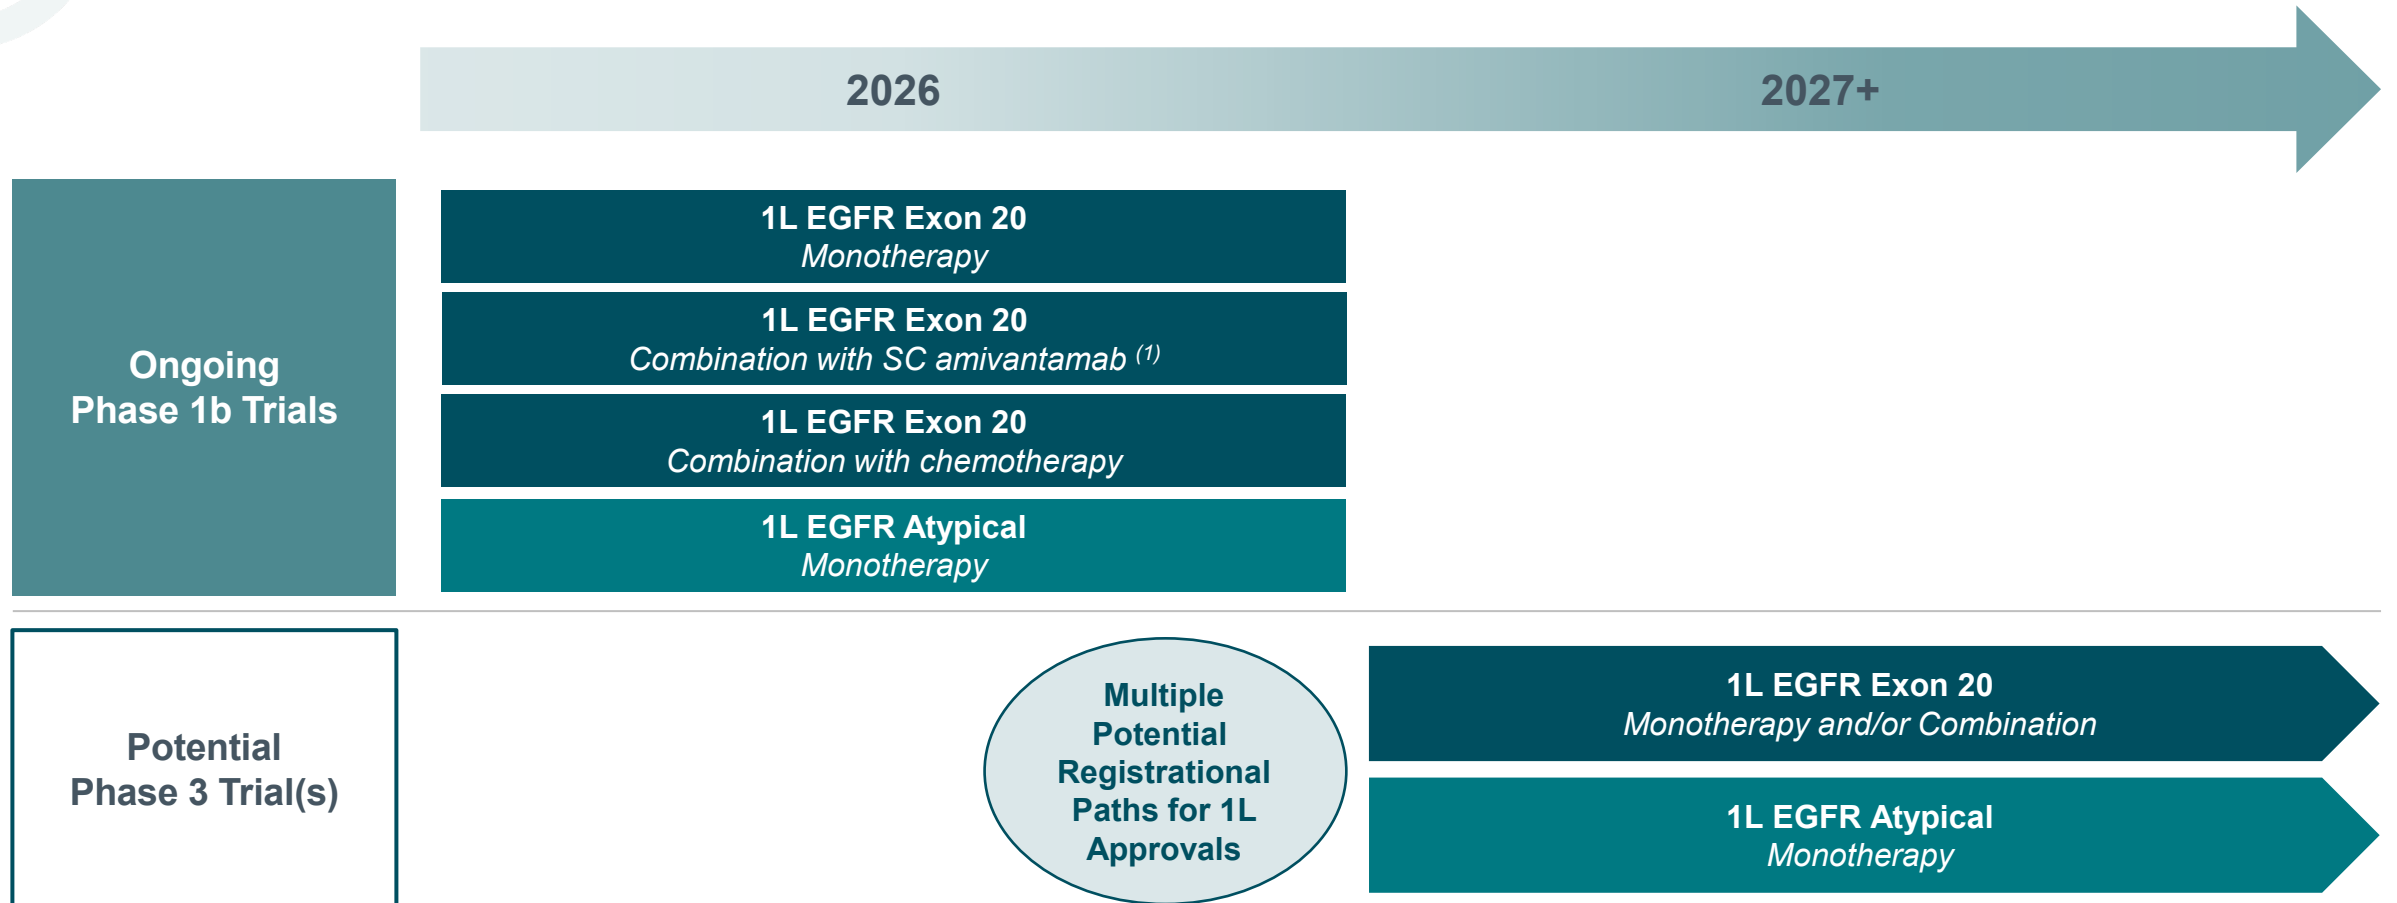 2026
2027+
Ongoing
Phase 1b Trials
1L EGFR Exon 20
Monotherapy
1L EGFR Exon 20
Combination with SC amivantamab (1)
1L EGFR Exon 20
Combination with chemotherapy
1L EGFR Atypical
Monotherapy
Potential
Phase 3 Trial(s)
Multiple
Potential
Registrational
Paths for 1L
Approvals
1L EGFR Exon 20
Monotherapy and/or Combination
1L EGFR Atypical
Monotherapy